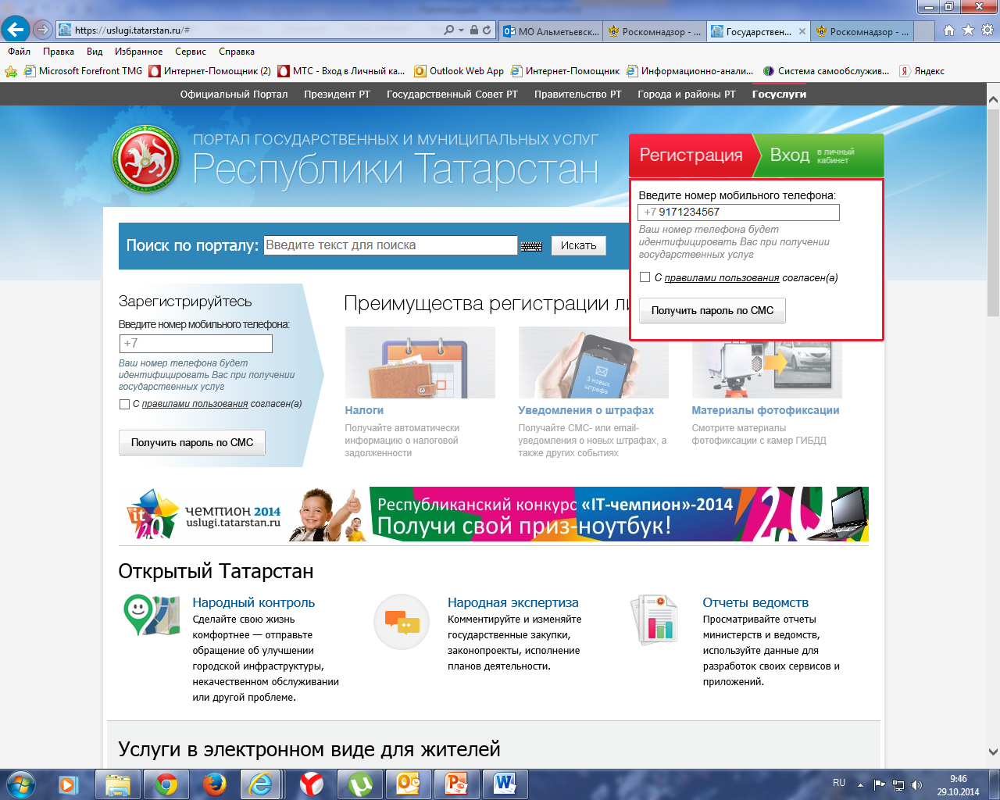 https://uslugi.tatarstan.ru/#
МО Альметьевск...
Роскомнадзор - ...
Государствен...
Роскомнадзор - ...
Файл Правка Вид Избранное Сервис Справка
Microsoft Forefront TMG Интернет-Помощник (2) МТС - Вход в Личный ка... Outlook Web App Интернет-Помощник Информационно-анали... Система самообслужив... Яндекс
Официальный Портал Президент РТ Государственный Совет РТ Правительство РТ Города и районы РТ Госуслуги
ПОРТАЛ ГОСУДАРСТВЕННЫХ И МУНИЦИПАЛЬНЫХ УСЛУГ
Республики Татарстан
Регистрация
Вход
в личный
кабинет
Введите номер мобильного телефона:
+7 9171234567
Ваш номер телефона будет
идентифицировать Вас при получении
государственных услуг
С правилами пользования согласен(а)
Получить пароль по СМС
Поиск по порталу:
Введите текст для поиска
Искать
Зарегистрируйтесь
Введите номер мобильного телефона:
+7
Ваш номер телефона будет
идентифицировать Вас при получении
государственных услуг
С правилами пользования согласен(а)
Получить пароль по СМС
Преимущества регистрации ли
3 новых
штрафа
Налоги
Получайте автоматически
информацию о налоговой
задолженности
Уведомления о штрафах
Получайте СМС- или email-
уведомления о новых штрафах, а
также других событиях
Материалы фотофиксации
Смотрите материалы
фотофиксации с камер ГИБДД
it
2.0
чемпион 2014
uslugi.tatarstan.ru
Республиканский конкурс «IT-чемпион»-2014
Получи свой приз-ноутбук!
2.0
Открытый Татарстан
Народный контроль
Сделайте свою жизнь
комфортнее — отправьте
обращение об улучшении
городской инфраструктуры,
некачественном обслуживании
или другой проблеме.
Народная экспертиза
Комментируйте и изменяйте
государственные закупки,
законопроекты, исполнение
планов деятельности.
Отчеты ведомств
Просматривайте отчеты
министерств и ведомств,
используйте данные для
разработок своих сервисов и
приложений.
Услуги в электронном виде для жителей
RU
9:46
29.10.2014